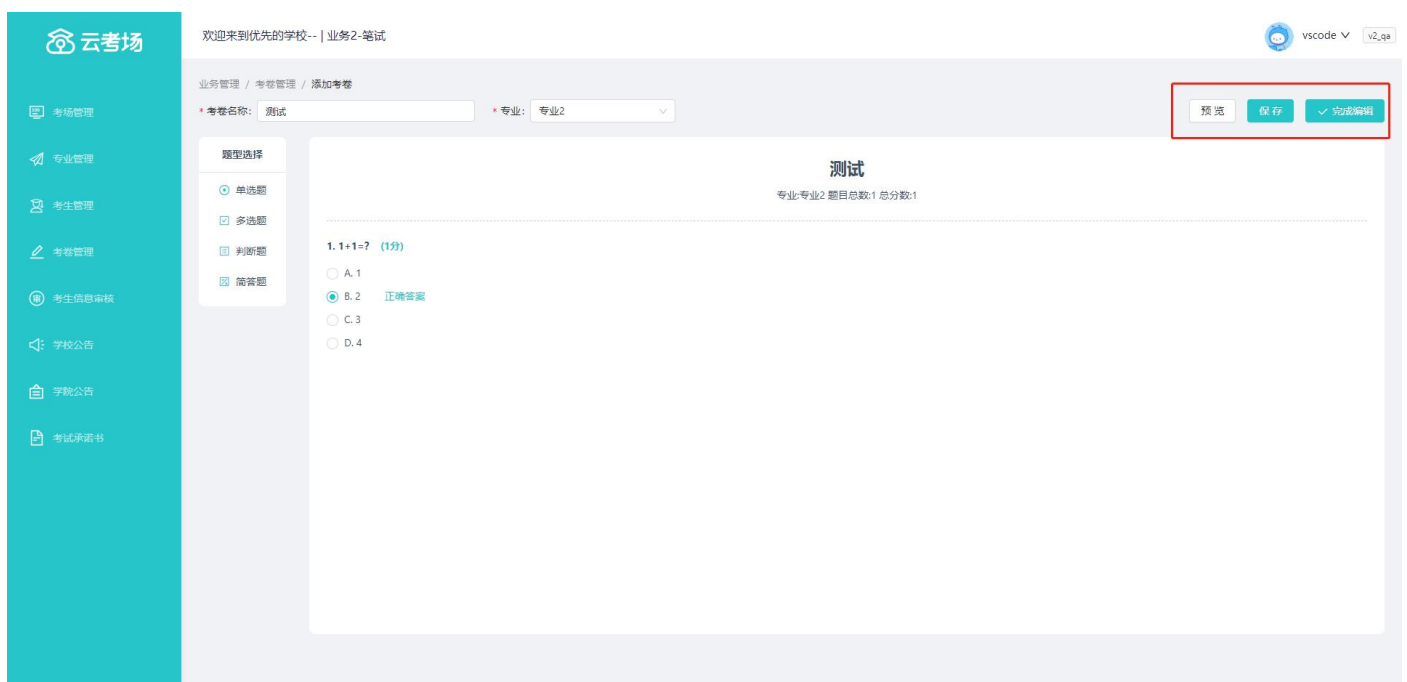 云考场
欢迎来到优先的学校-- | 业务2-笔试
vscode
v2_qa
考场管理
专业管理
考生管理
考卷管理
考生信息审核
学校公告
学院公告
考试承诺书
业务管理 / 考卷管理 / 添加考卷
* 考卷名称: 测试
* 专业: 专业2
预览
保存
完成编辑
题型选择
单选题
多选题
判断题
简答题
测试
专业:专业2 题目总数:1 总分数:1
1. 1+1=? (1分)
A. 1
B. 2 正确答案
C. 3
D. 4